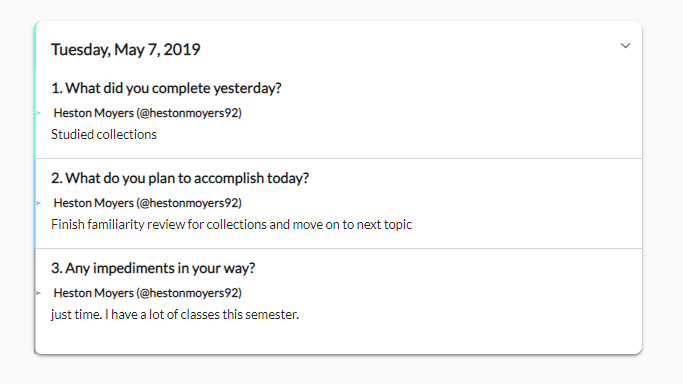 Tuesday, May 7, 2019
1. What did you complete yesterday?
Heston Moyers (@hestonmoyers92)
Studied collections
2. What do you plan to accomplish today?
Heston Moyers (@hestonmoyers92)
Finish familiarity review for collections and move on to next topic
3. Any impediments in your way?
Heston Moyers (@hestonmoyers92)
just time. I have a lot of classes this semester.